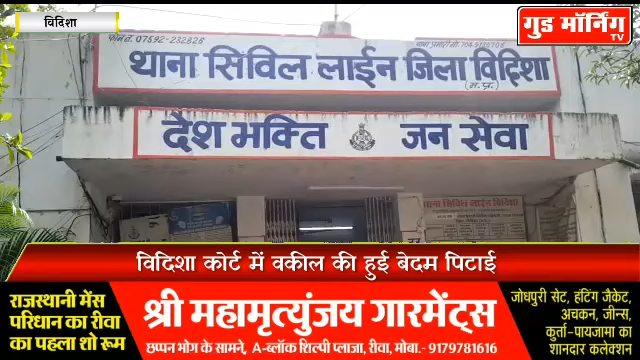 विदिशा
गुड मॉर्निंग
TV
फोन नं. 07592-232626
थाना सिविल लाईन जिला विदिशा
(म.प्र.)
देश भक्ति जन सेवा
थाना सिविल लाईन विदिशा
विदिशा कोर्ट में वकील की हुई बेदम पिटाई
राजस्थानी मेंस
परिधान का रीवा
का पहला शो रूम
श्री महामृत्युंजय गारमेंट्स
छप्पन भोग के सामने, A-ब्लॉक शिल्पी प्लाजा, रीवा, मोबा.- 9179781616
जोधपुरी सेट, हंटिंग जैकेट,
अचकन, जीन्स,
कुर्ता-पायजामा का
शानदार कलेक्शन